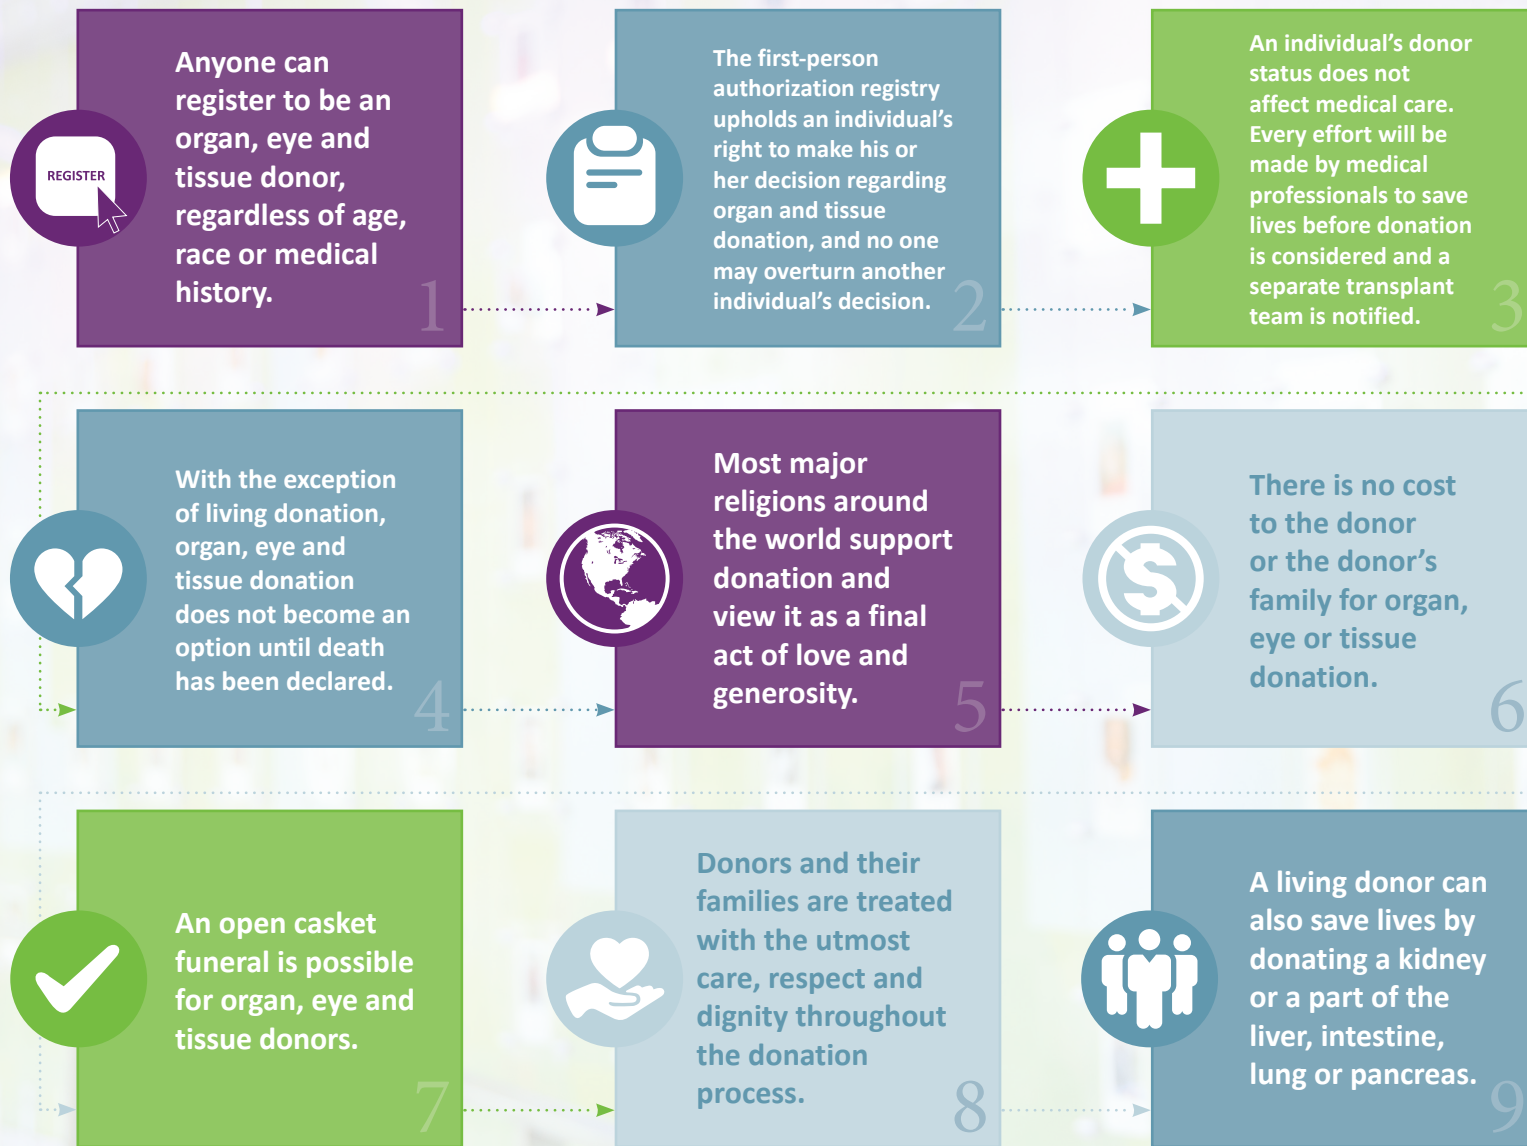 Anyone can
register to be an
organ, eye and
tissue donor,
regardless of age,
race or medical
history.
REGISTER
1
The first-person
authorization registry
upholds an individual’s
right to make his or
her decision regarding
organ and tissue
donation, and no one
may overturn another
individual’s decision.
2
An individual’s donor
status does not
affect medical care.
Every effort will be
made by medical
professionals to save
lives before donation
is considered and a
separate transplant
team is notified.
3
With the exception
of living donation,
organ, eye and
tissue donation
does not become an
option until death
has been declared.
4
Most major
religions around
the world support
donation and
view it as a final
act of love and
generosity.
5
There is no cost
to the donor
or the donor’s
family for organ,
eye or tissue
donation.
6
An open casket
funeral is possible
for organ, eye and
tissue donors.
7
Donors and their
families are treated
with the utmost
care, respect and
dignity throughout
the donation
process.
8
A living donor can
also save lives by
donating a kidney
or a part of the
liver, intestine,
lung or pancreas.
9